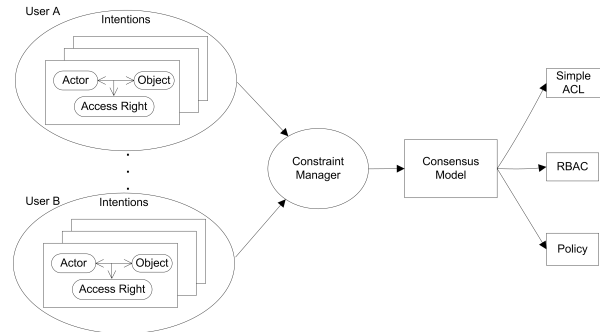 User A
Intentions
Actor
Object
Access Right
User B
Intentions
Actor
Object
Access Right
Constraint
Manager
Consensus
Model
Simple
ACL
RBAC
Policy